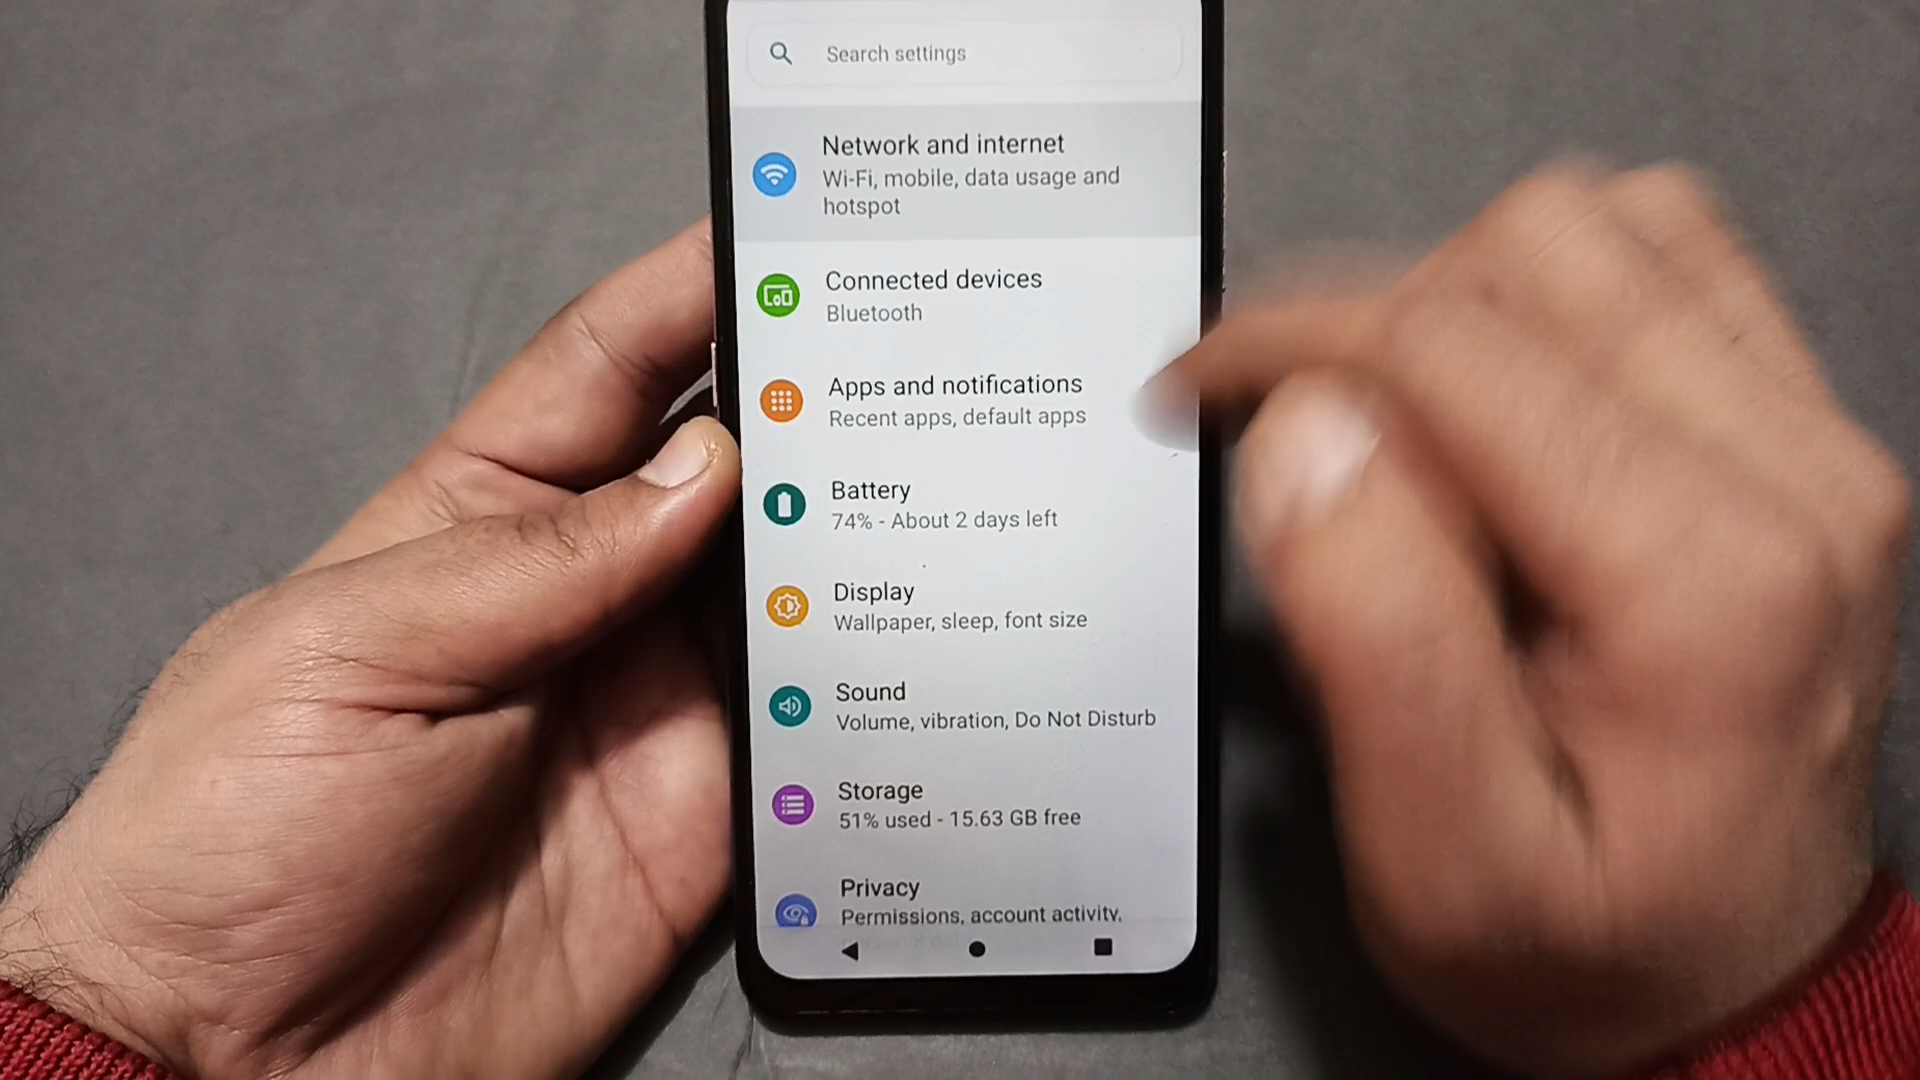 Search settings
Network and internet
Wi-Fi, mobile, data usage and
hotspot
Connected devices
Bluetooth
Apps and notifications
Recent apps, default apps
Battery
74% - About 2 days left
Display
Wallpaper, sleep, font size
Sound
Volume, vibration, Do Not Disturb
Storage
51% used - 15.63 GB free
Privacy
Permissions, account activity,